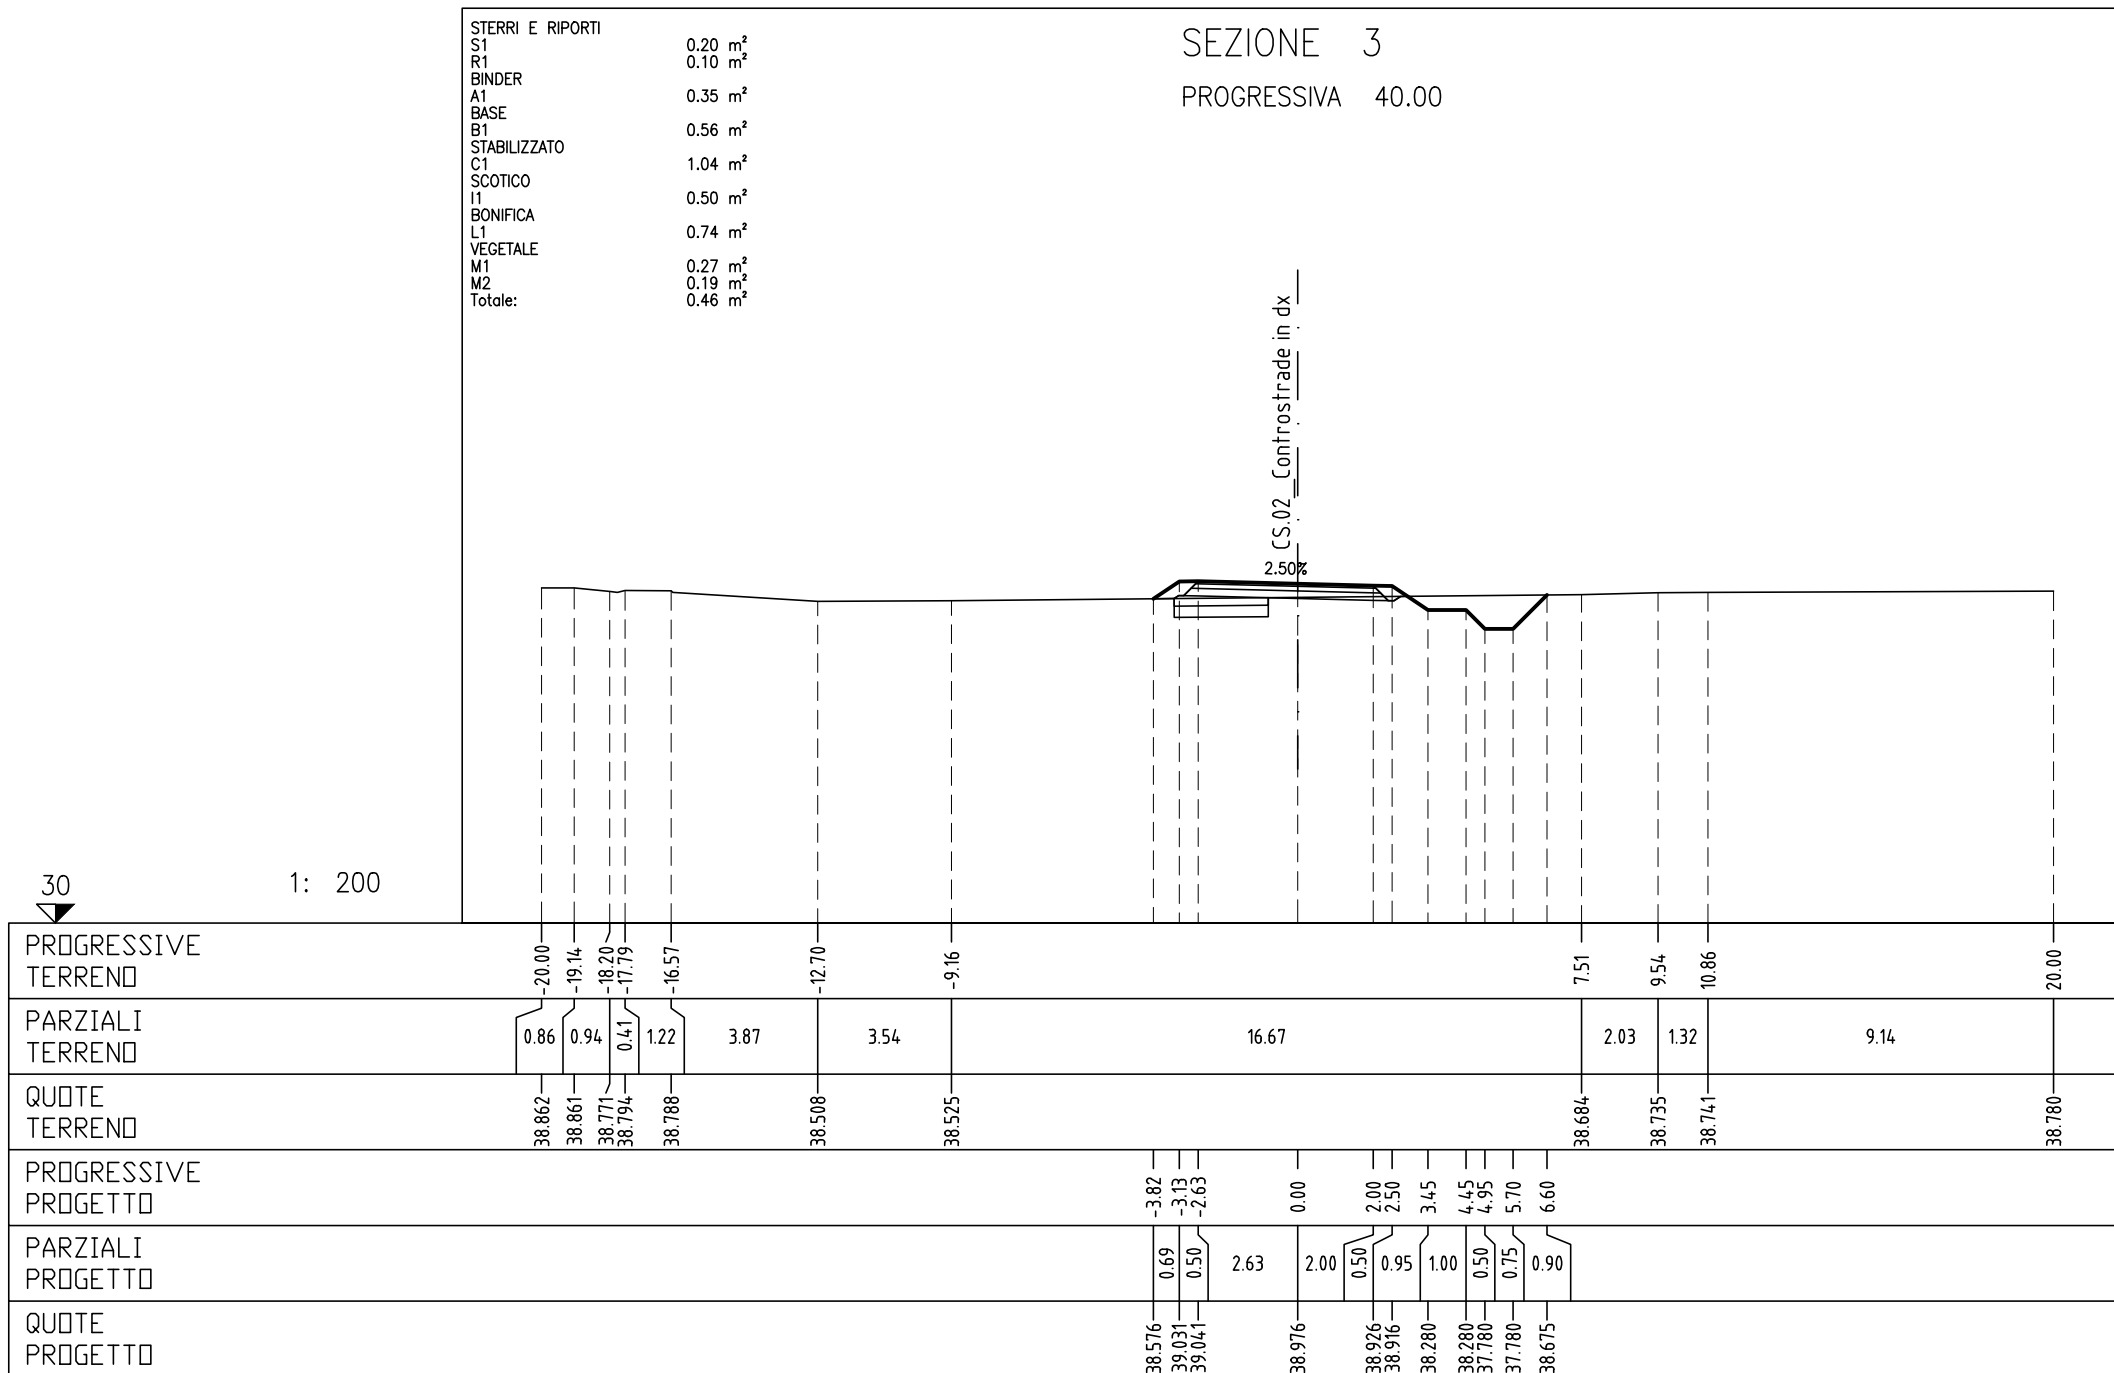 STERRI E RIPORTI
S1 0.20 m²
R1 0.10 m²
BINDER
A1 0.35 m²
BASE
B1 0.56 m²
STABILIZZATO
C1 1.04 m²
SCOTICO
I1 0.50 m²
BONIFICA
L1 0.74 m²
VEGETALE
M1 0.27 m²
M2 0.19 m²
Totale: 0.46 m²
SEZIONE 3
PROGRESSIVA 40.00
CS.02_Controstrade in dx
2.50%
30
1: 200
PROGRESSIVE
TERRENO
-20.00 -19.14 -18.20 -17.79 -16.57 -12.70 -9.16 7.51 9.54 10.86 20.00
PARZIALI
TERRENO
0.86 0.94 0.41 1.22 3.87 3.54 16.67 2.03 1.32 9.14
QUOTE
TERRENO
38.862 38.861 38.771 38.794 38.788 38.508 38.525 38.684 38.735 38.741 38.780
PROGRESSIVE
PROGETTO
-3.82 -3.13 -2.63 0.00 2.00 2.50 3.45 4.45 4.95 5.70 6.60
PARZIALI
PROGETTO
0.69 0.50 2.63 2.00 0.50 0.95 1.00 0.50 0.75 0.90
QUOTE
PROGETTO
38.576 39.031 39.041 38.976 38.926 38.916 38.280 38.280 37.780 37.780 38.675